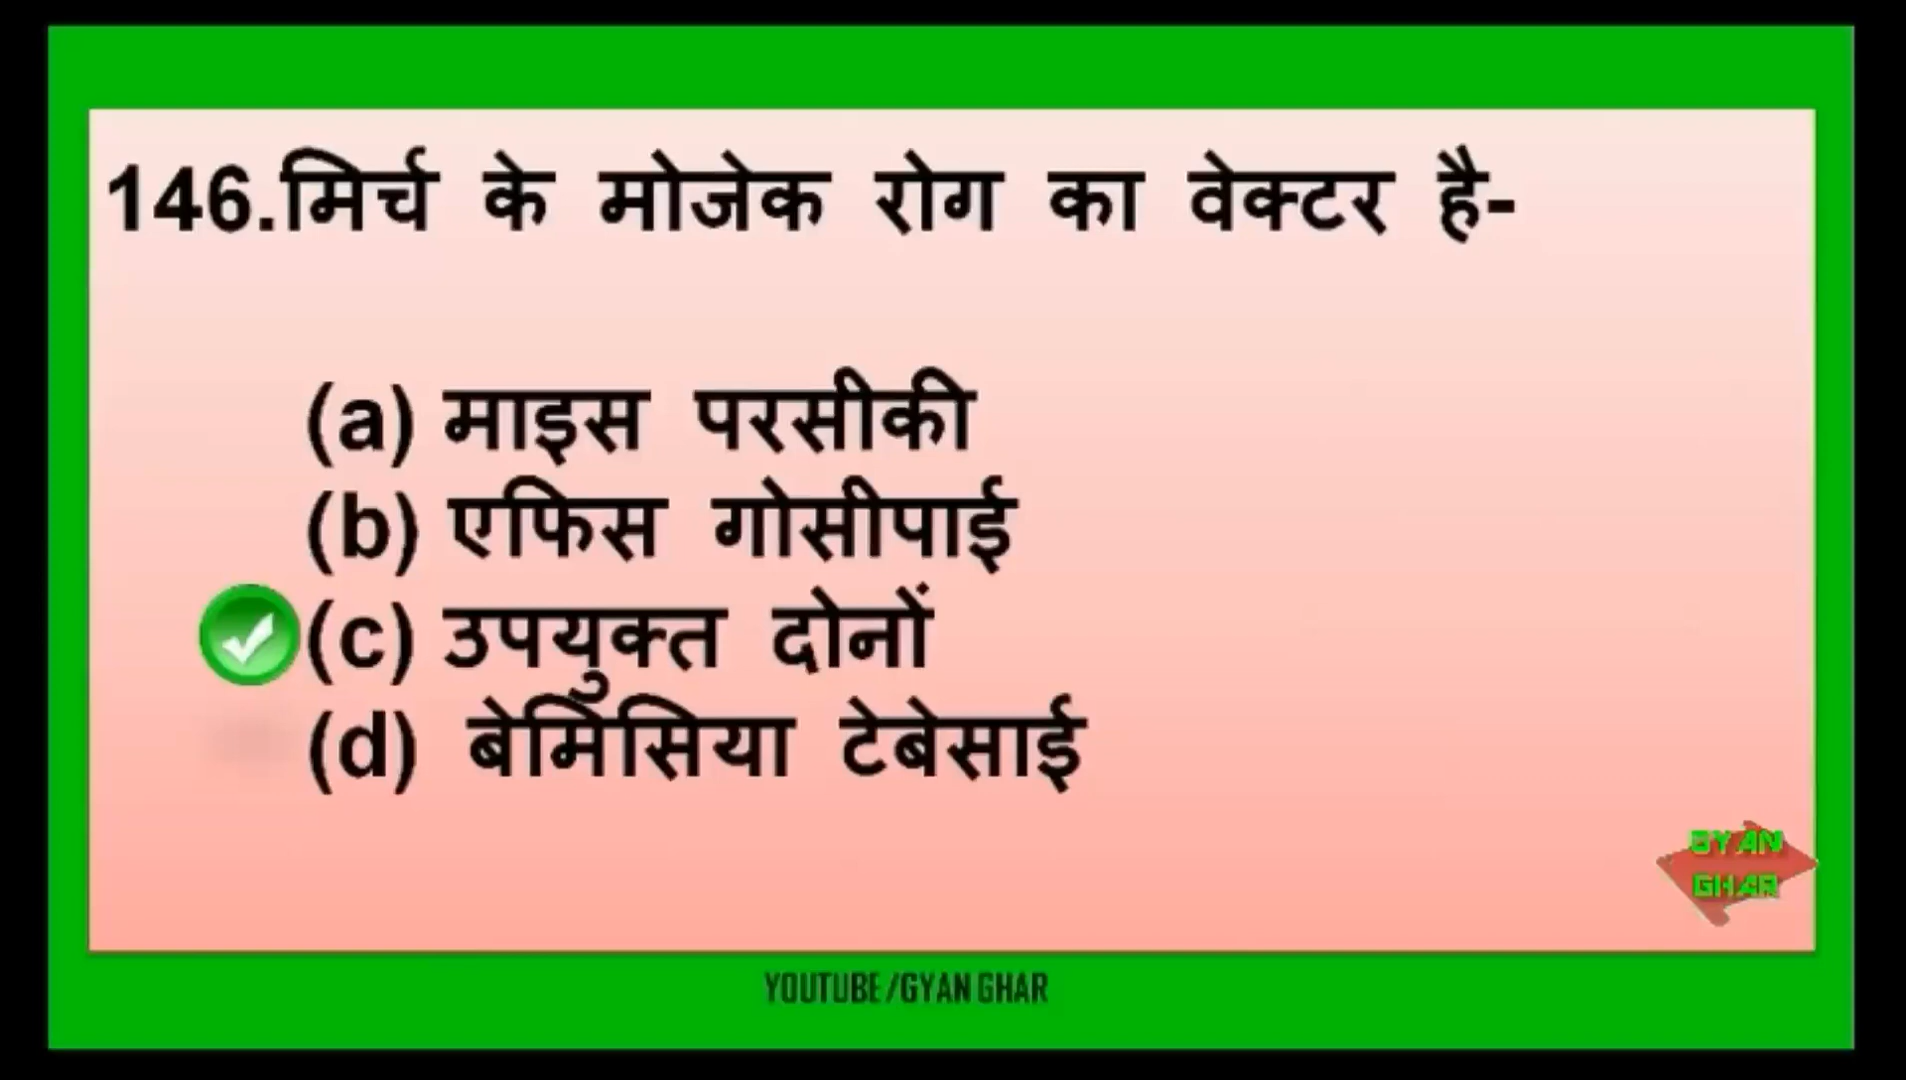 146.मिर्च के मोजेक रोग का वेक्टर है-
(a) माइस परसीकी
(b) एफिस गोसीपाई
(c) उपयुक्त दोनों
(d) बेमिसिया टेबेसाई
GYAN
GHAR
YOUTUBE /GYAN GHAR